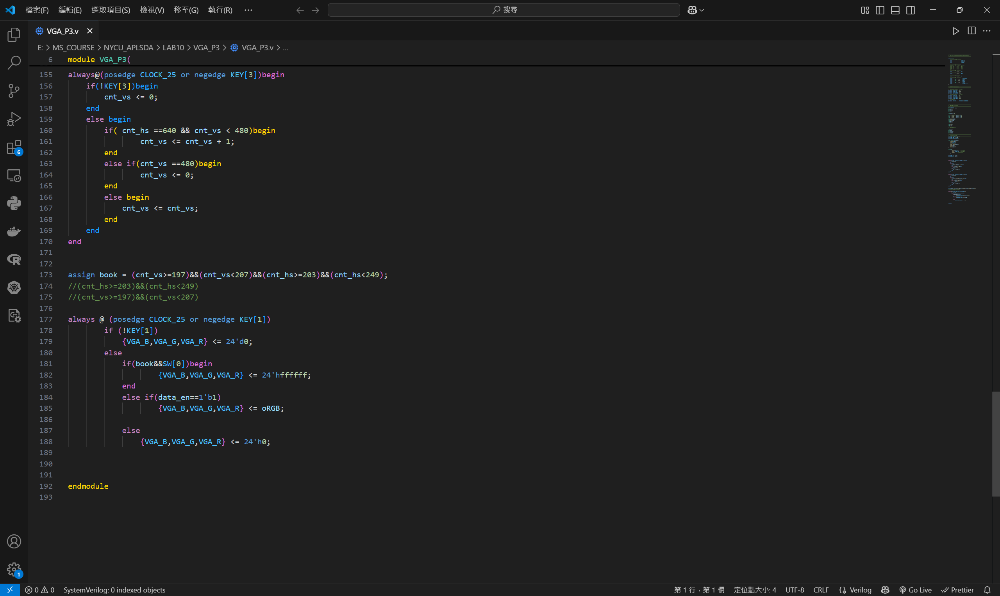 檔案(F) 編輯(E) 選取項目(S) 檢視(V) 移至(G) 執行(R) ··· 搜尋
VGA_P3.v
E: > MS_COURSE > NYCU_APLSDA > LAB10 > VGA_P3 > VGA_P3.v > ...
6 module VGA_P3(
155 always@(posedge CLOCK_25 or negedge KEY[3])begin
156 if(!KEY[3])begin
157 cnt_vs <= 0;
158 end
159 else begin
160 if( cnt_hs ==640 && cnt_vs < 480)begin
161 cnt_vs <= cnt_vs + 1;
162 end
163 else if(cnt_vs ==480)begin
164 cnt_vs <= 0;
165 end
166 else begin
167 cnt_vs <= cnt_vs;
168 end
169 end
170 end
171
172
173 assign book = (cnt_vs>=197)&&(cnt_vs<207)&&(cnt_hs>=203)&&(cnt_hs<249);
174 //(cnt_hs>=203)&&(cnt_hs<249)
175 //(cnt_vs>=197)&&(cnt_vs<207)
176
177 always @ (posedge CLOCK_25 or negedge KEY[1])
178 if (!KEY[1])
179 {VGA_B,VGA_G,VGA_R} <= 24'd0;
180 else
181 if(book&&SW[0])begin
182 {VGA_B,VGA_G,VGA_R} <= 24'hffffff;
183 end
184 else if(data_en==1'b1)
185 {VGA_B,VGA_G,VGA_R} <= oRGB;
186
187 else
188 {VGA_B,VGA_G,VGA_R} <= 24'h0;
189
190
191
192 endmodule
193
6
1
0 0 SystemVerilog: 0 indexed objects 第 1 行，第 1 欄 定位點大小: 4 UTF-8 CRLF Verilog Go Live Prettier